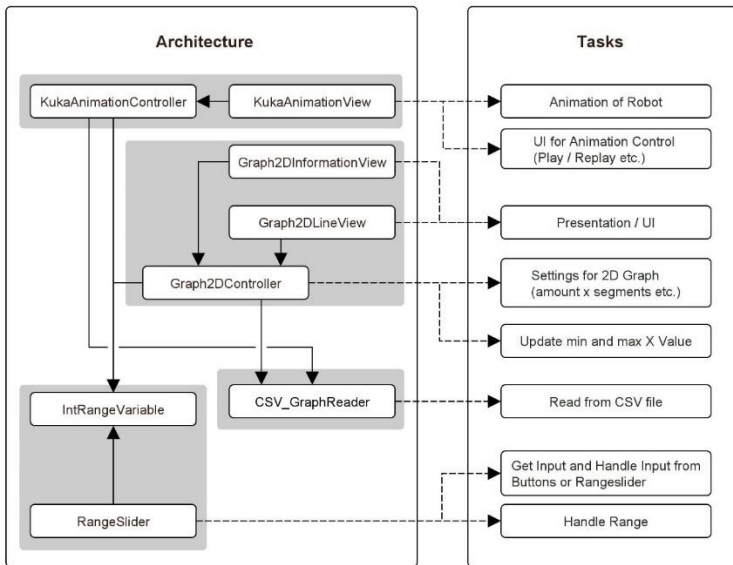 Architecture
Tasks
KukaAnimationController
KukaAnimationView
Animation of Robot
UI for Animation Control
(Play / Replay etc.)
Graph2DInformationView
Graph2DLineView
Presentation / UI
Graph2DController
Settings for 2D Graph
(amount x segments etc.)
Update min and max X Value
IntRangeVariable
CSV_GraphReader
Read from CSV file
Get Input and Handle Input from
Buttons or Rangeslider
RangeSlider
Handle Range